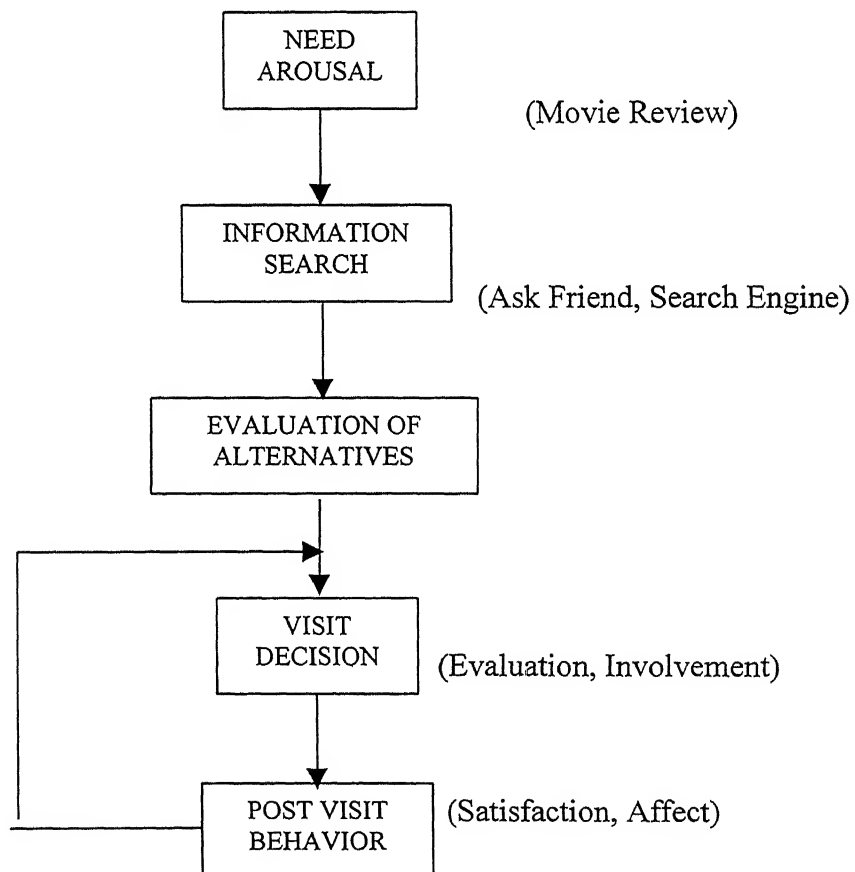 NEED
AROUSAL
(Movie Review)
INFORMATION
SEARCH
(Ask Friend, Search Engine)
EVALUATION OF
ALTERNATIVES
VISIT
DECISION
(Evaluation, Involvement)
POST VISIT
BEHAVIOR
(Satisfaction, Affect)